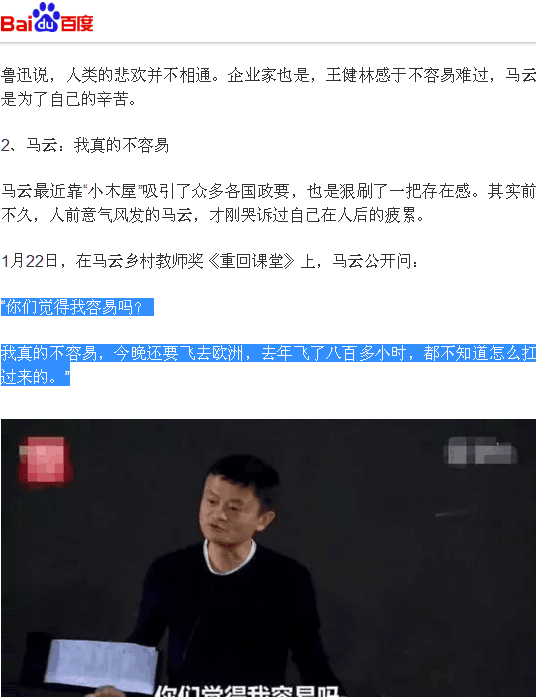 Bai du 百度
鲁迅说，人类的悲欢并不相通。企业家也是，王健林感于不容易难过，马云
是为了自己的辛苦。
2、马云：我真的不容易
马云最近靠“小木屋”吸引了众多各国政要，也是狠刷了一把存在感。其实前
不久，人前意气风发的马云，才刚哭诉过自己在人后的疲累。
1月22日，在马云乡村教师奖《重回课堂》上，马云公开问：
“你们觉得我容易吗？
我真的不容易，今晚还要飞去欧洲，去年飞了八百多小时，都不知道怎么扛
过来的。”
你们觉得我容易吗